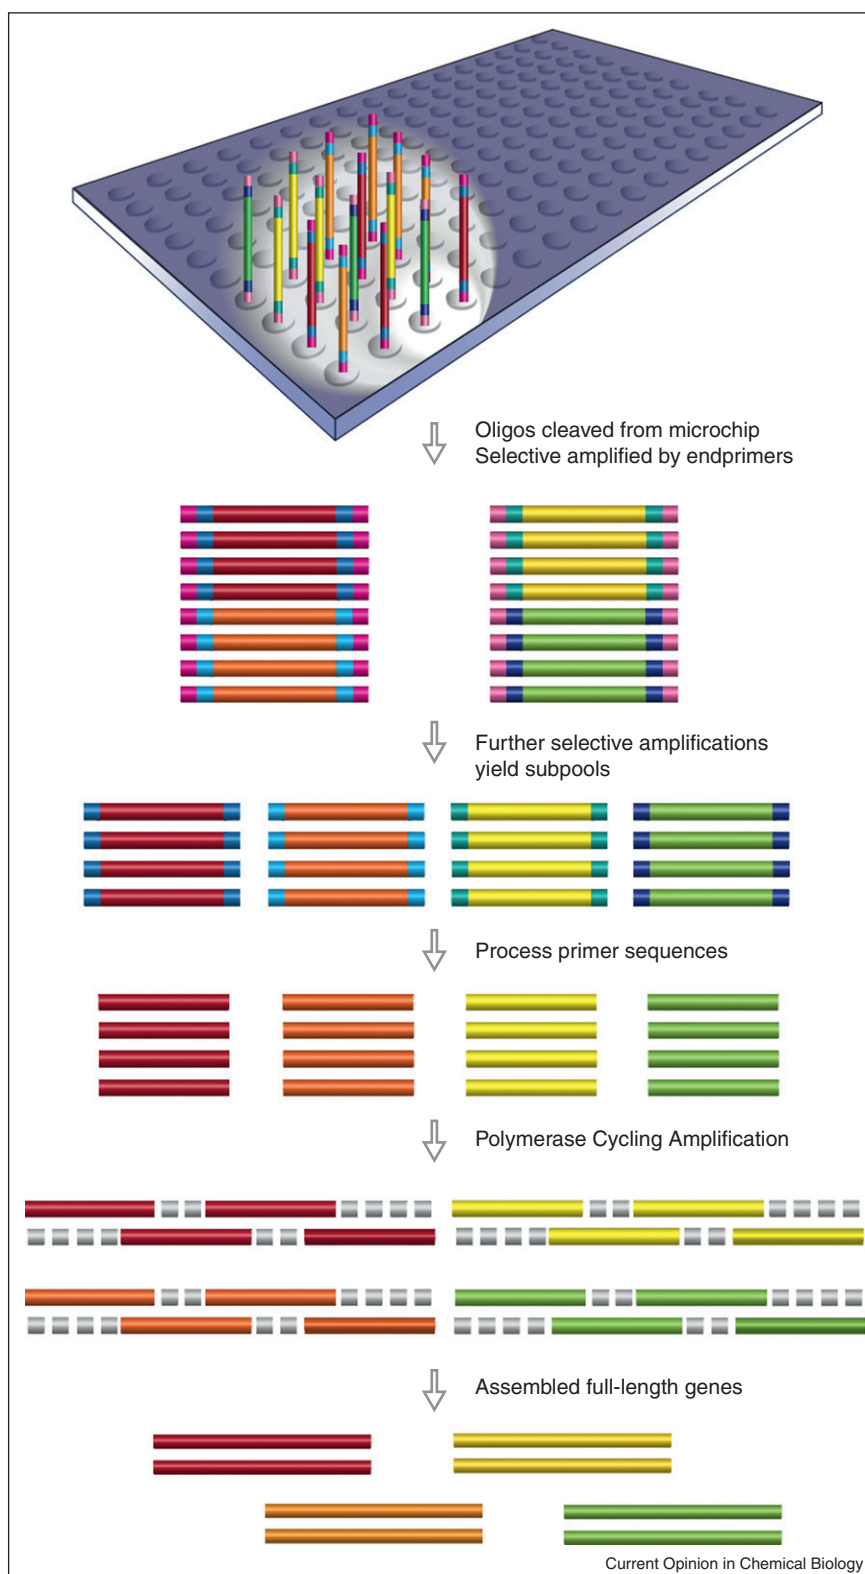 Oligos cleaved from microchip
Selective amplified by endprimers
Further selective amplifications
yield subpools
Process primer sequences
Polymerase Cycling Amplification
Assembled full-length genes
Current Opinion in Chemical Biology